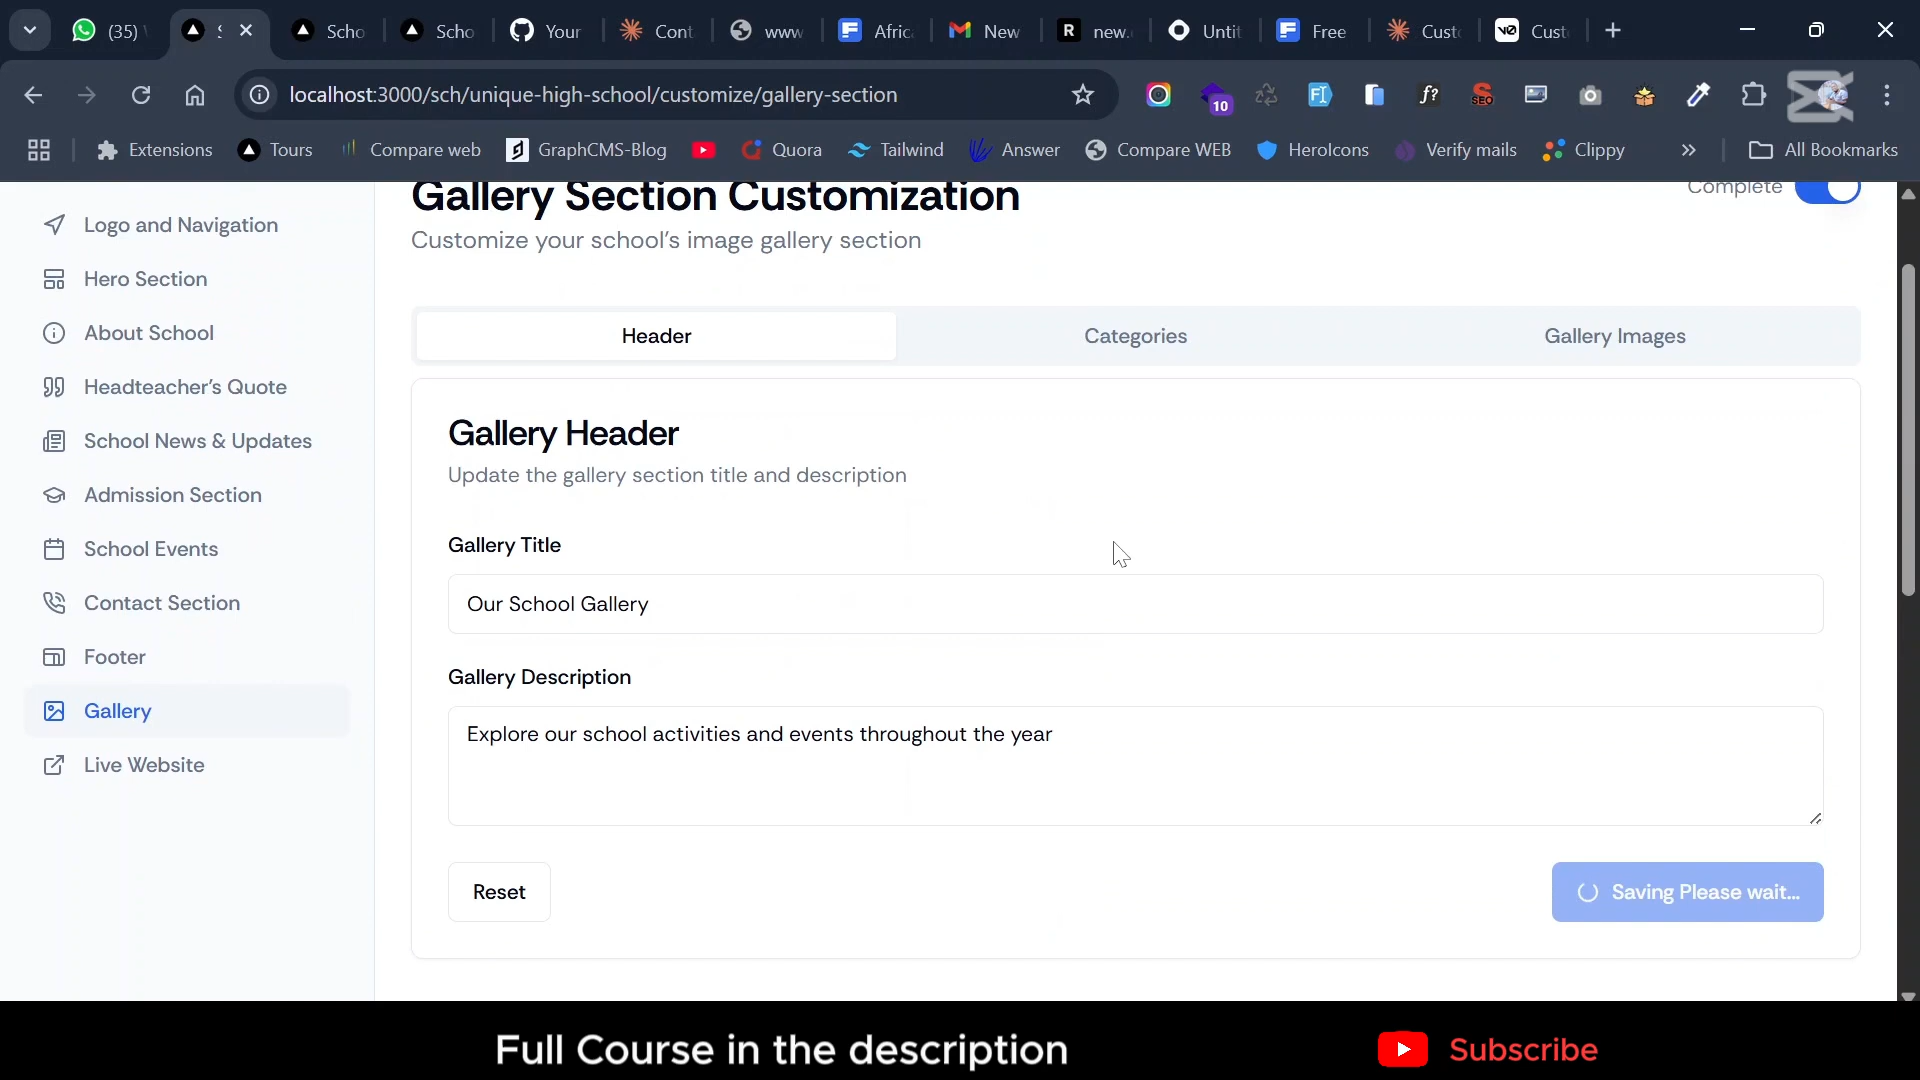 (35)
Scho
Scho
Your
Cont
www
Afric
New
R
new.
Untit
Free
Cust
v0
Cust
localhost:3000/sch/unique-high-school/customize/gallery-section
10
f?
SEO
Extensions
Tours
Compare web
GraphCMS-Blog
Quora
Tailwind
Answer
Compare WEB
HeroIcons
Verify mails
Clippy
All Bookmarks
Logo and Navigation
Hero Section
About School
Headteacher's Quote
School News & Updates
Admission Section
School Events
Contact Section
Footer
Gallery
Live Website
Gallery Section Customization
Complete
Customize your school's image gallery section
Header
Categories
Gallery Images
Gallery Header
Update the gallery section title and description
Gallery Title
Our School Gallery
Gallery Description
Explore our school activities and events throughout the year
Reset
Saving Please wait...
Full Course in the description
Subscribe